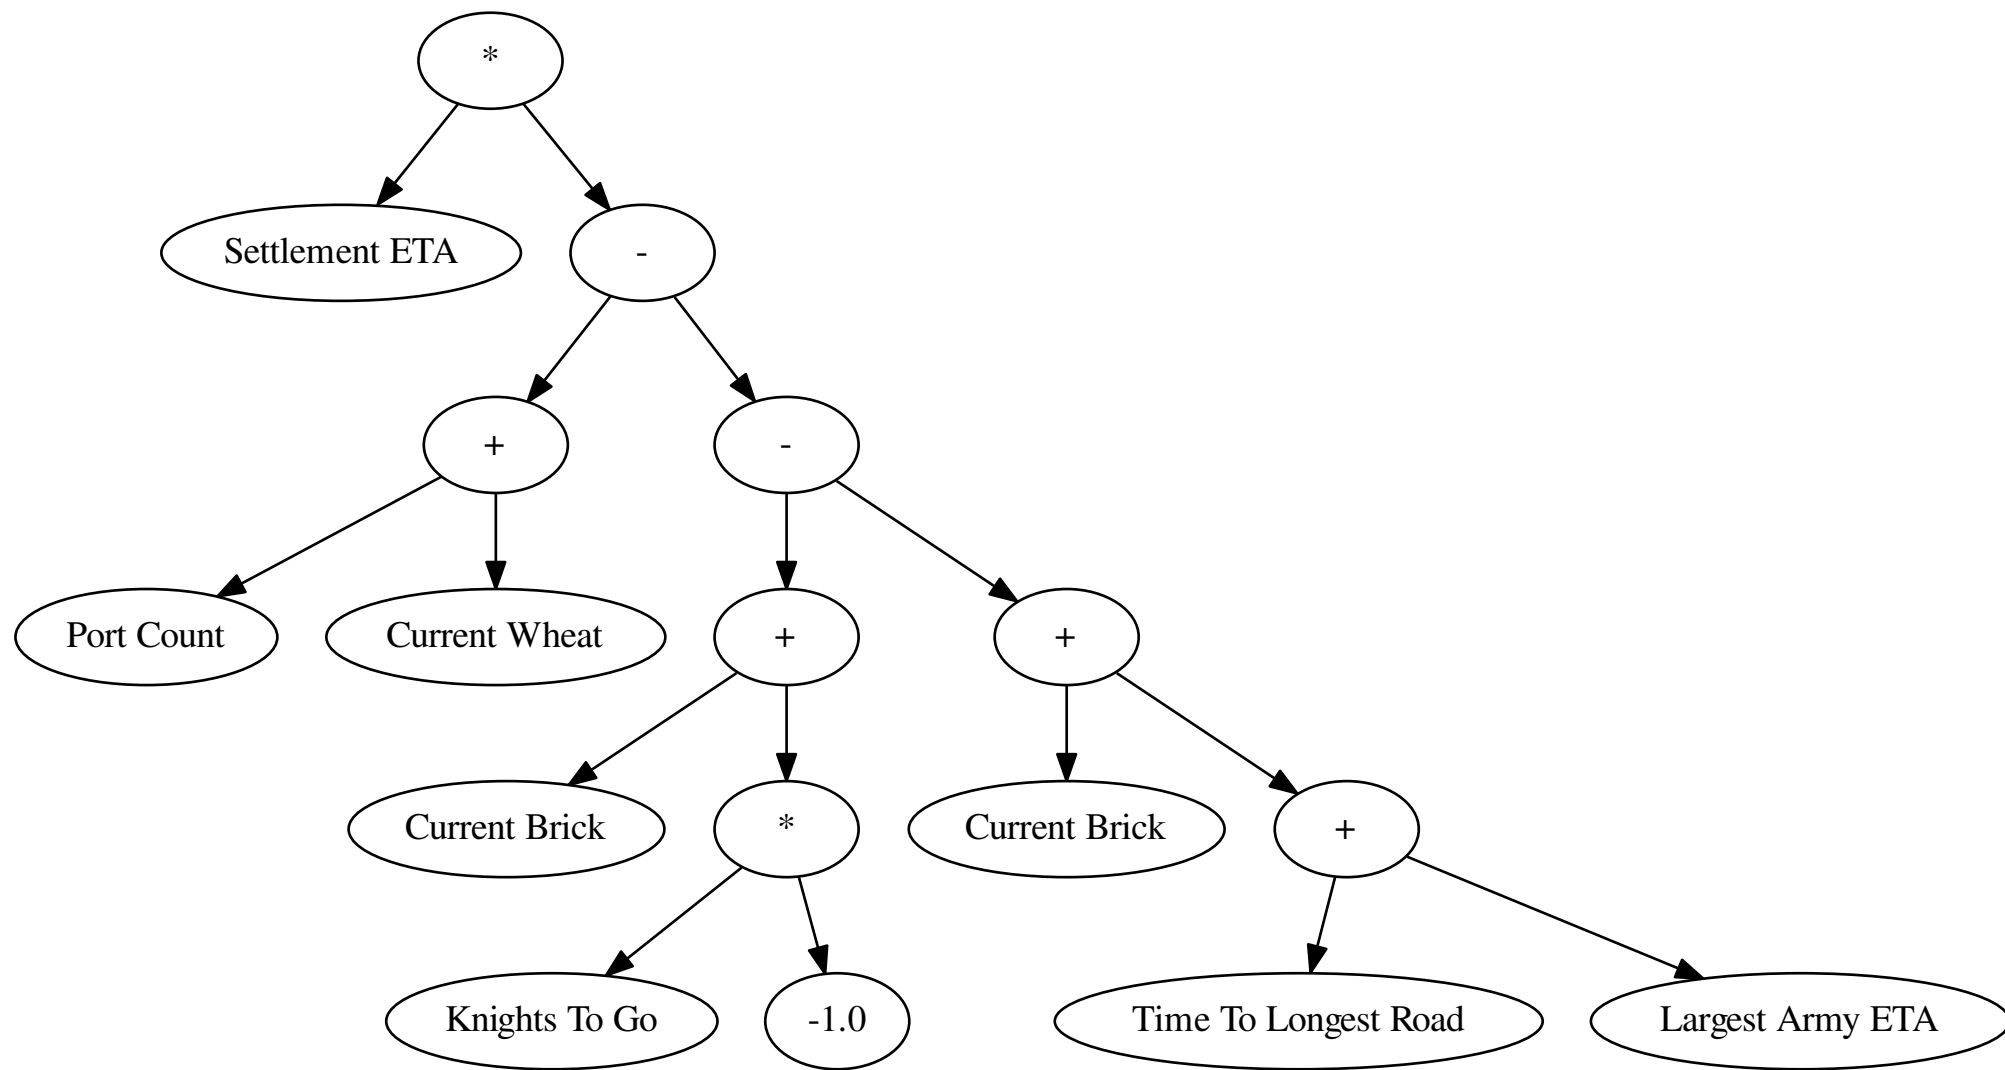 *
Settlement ETA
-
+
-
Port Count
Current Wheat
+
+
Current Brick
*
Current Brick
+
Knights To Go
-1.0
Time To Longest Road
Largest Army ETA